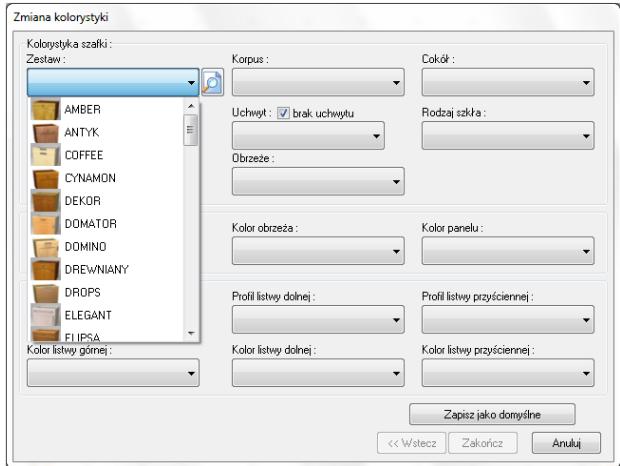 Zmiana kolorystyki
Kolorystyka szafki :
Zestaw :
Korpus :
Cokół :
AMBER
ANTYK
COFFEE
CYNAMON
DEKOR
DOMATOR
DOMINO
DREWNIANY
DROPS
ELEGANT
ELIPSA
Uchwyt : brak uchwytu
Rodzaj szkła :
Obrzeże :
Kolor obrzeża :
Kolor panelu :
Profil listwy dolnej :
Profil listwy przyściennej :
Kolor listwy górnej :
Kolor listwy dolnej :
Kolor listwy przyściennej :
Zapisz jako domyślne
<< Wstecz
Zakończ
Anuluj